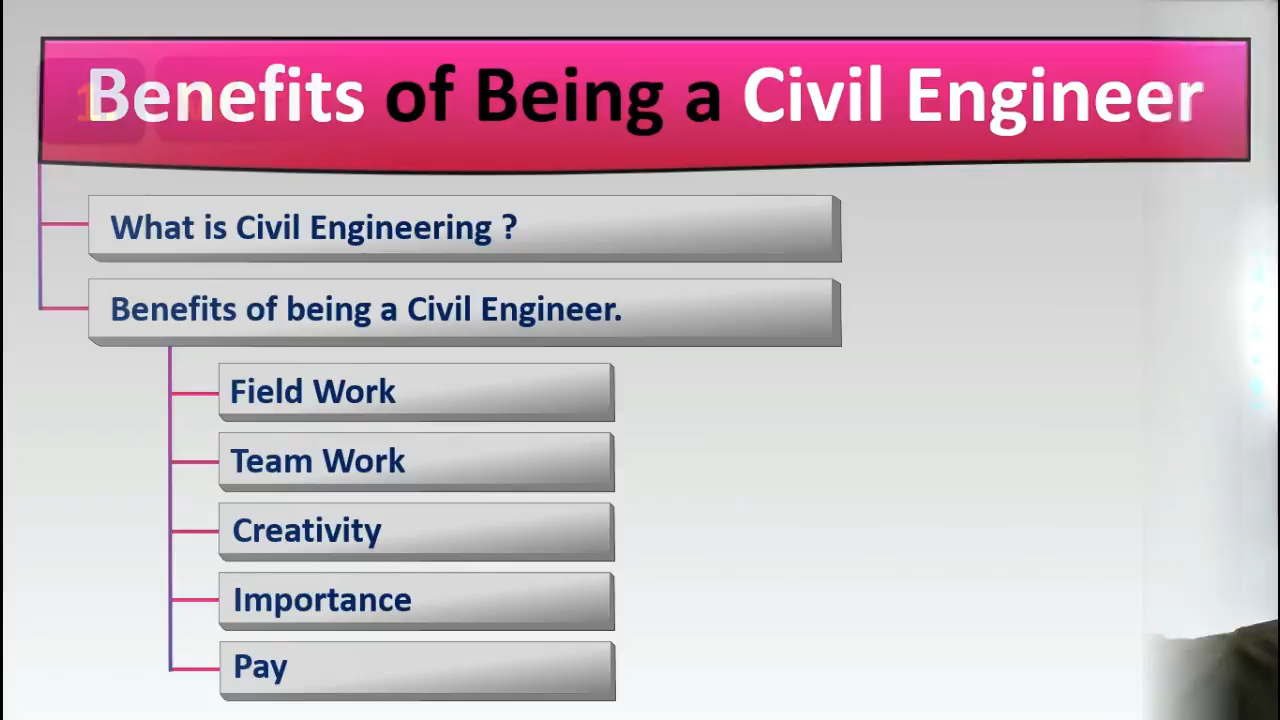 Benefits of Being a Civil Engineer
What is Civil Engineering ?
Benefits of being a Civil Engineer.
Field Work
Team Work
Creativity
Importance
Pay